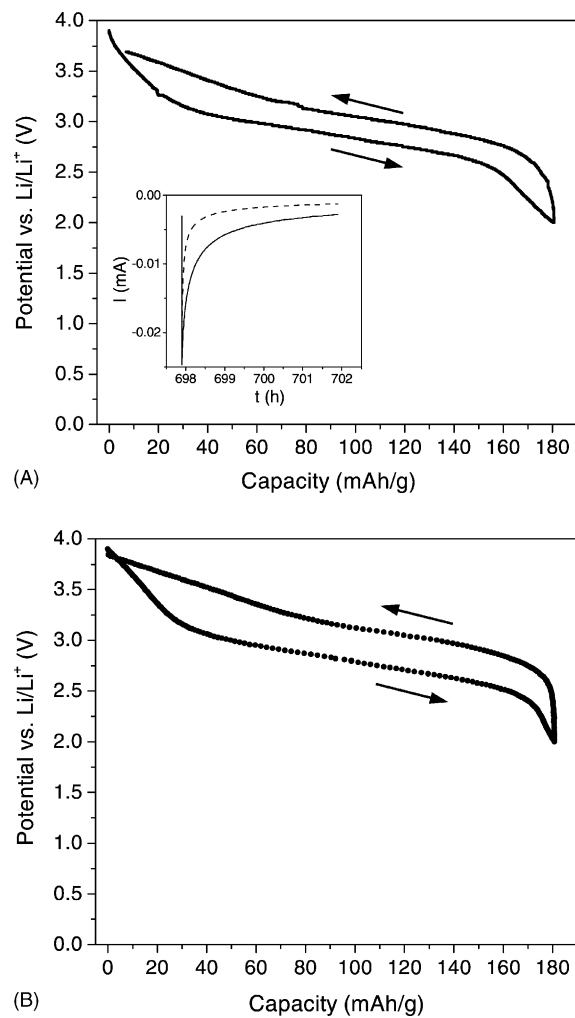 4.0
3.5
3.0
2.5
2.0
1.5
1.0
0.5
0.0
Potential vs. Li/Li⁺ (V)
0.00
-0.01
-0.02
I (mA)
698 699 700 701 702
t (h)
0 20 40 60 80 100 120 140 160 180
(A)
Capacity (mAh/g)
4.0
3.5
3.0
2.5
2.0
1.5
1.0
0.5
0.0
Potential vs. Li/Li⁺ (V)
0 20 40 60 80 100 120 140 160 180
(B)
Capacity (mAh/g)